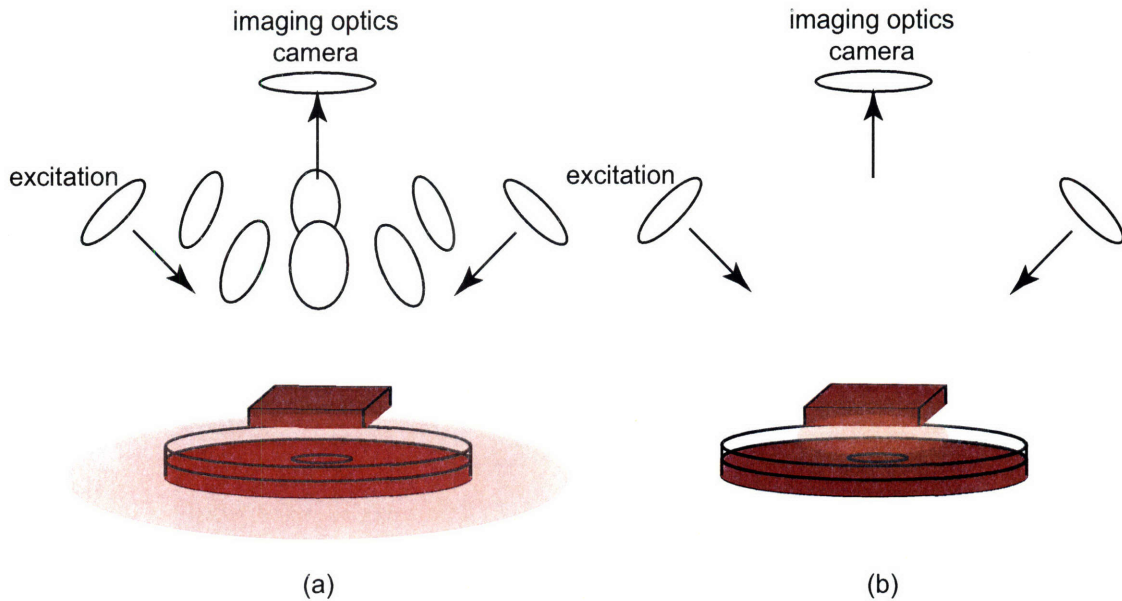 imaging optics
camera
excitation
(a)
imaging optics
camera
excitation
(b)